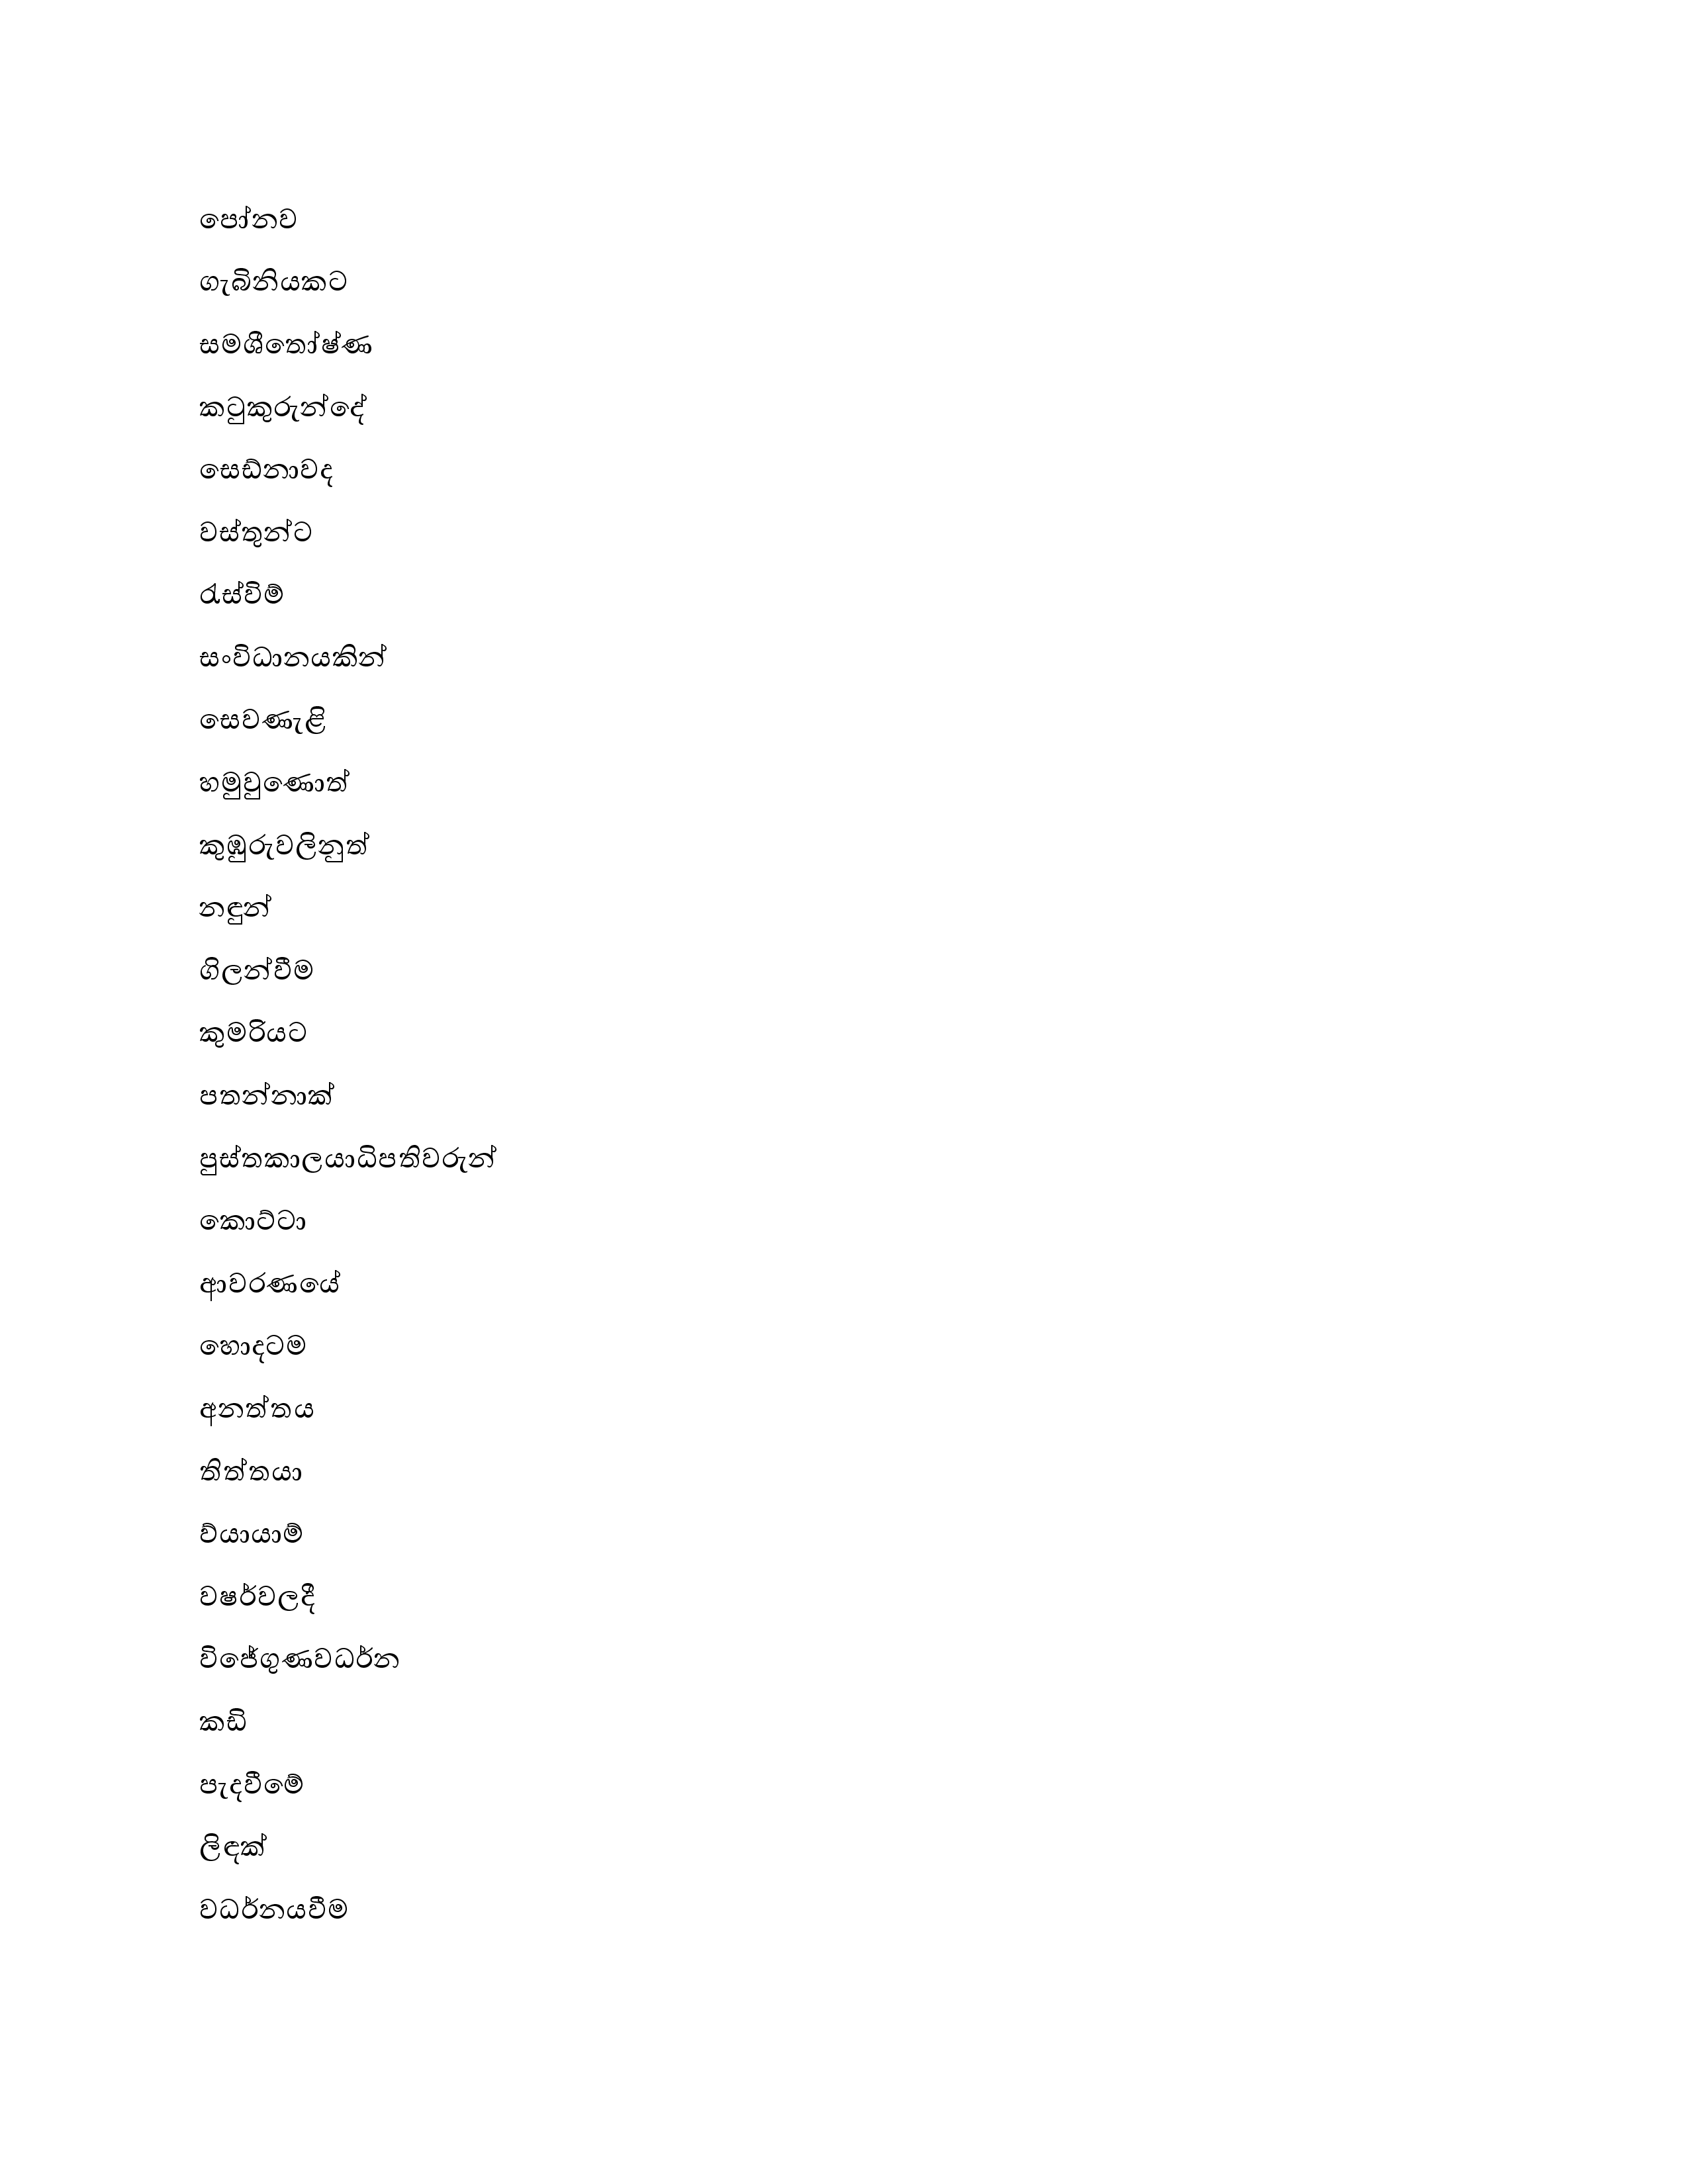 පෝනව
ගැබිනියකට
සමශීතෝෂ්ණ
කටුකුරුන්දේ
සෙඩ්නාවද
වස්තූන්ට
රැස්විම්
සංවිධානයකින්
සෙවණැළි
හමුවුණොත්
කුඹුරුවලිනුත්
නඳුන්
ගිලන්වීම
කුමරියට
පතන්නාක්
පුස්තකාලයාධිපතිවරුන්
කොට්ටා
ආවරණයේ
හොදටම
අනත්තය
තිත්තයා
ව්යායාම්
වෂර්වලදී
විජේගුණවධර්න
කඩි
පැදවීමේ
ලිඳක්
වධර්නයවීම